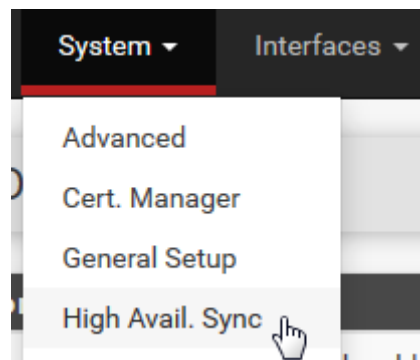 System Interfaces
Advanced
Cert. Manager
General Setup
High Avail. Sync